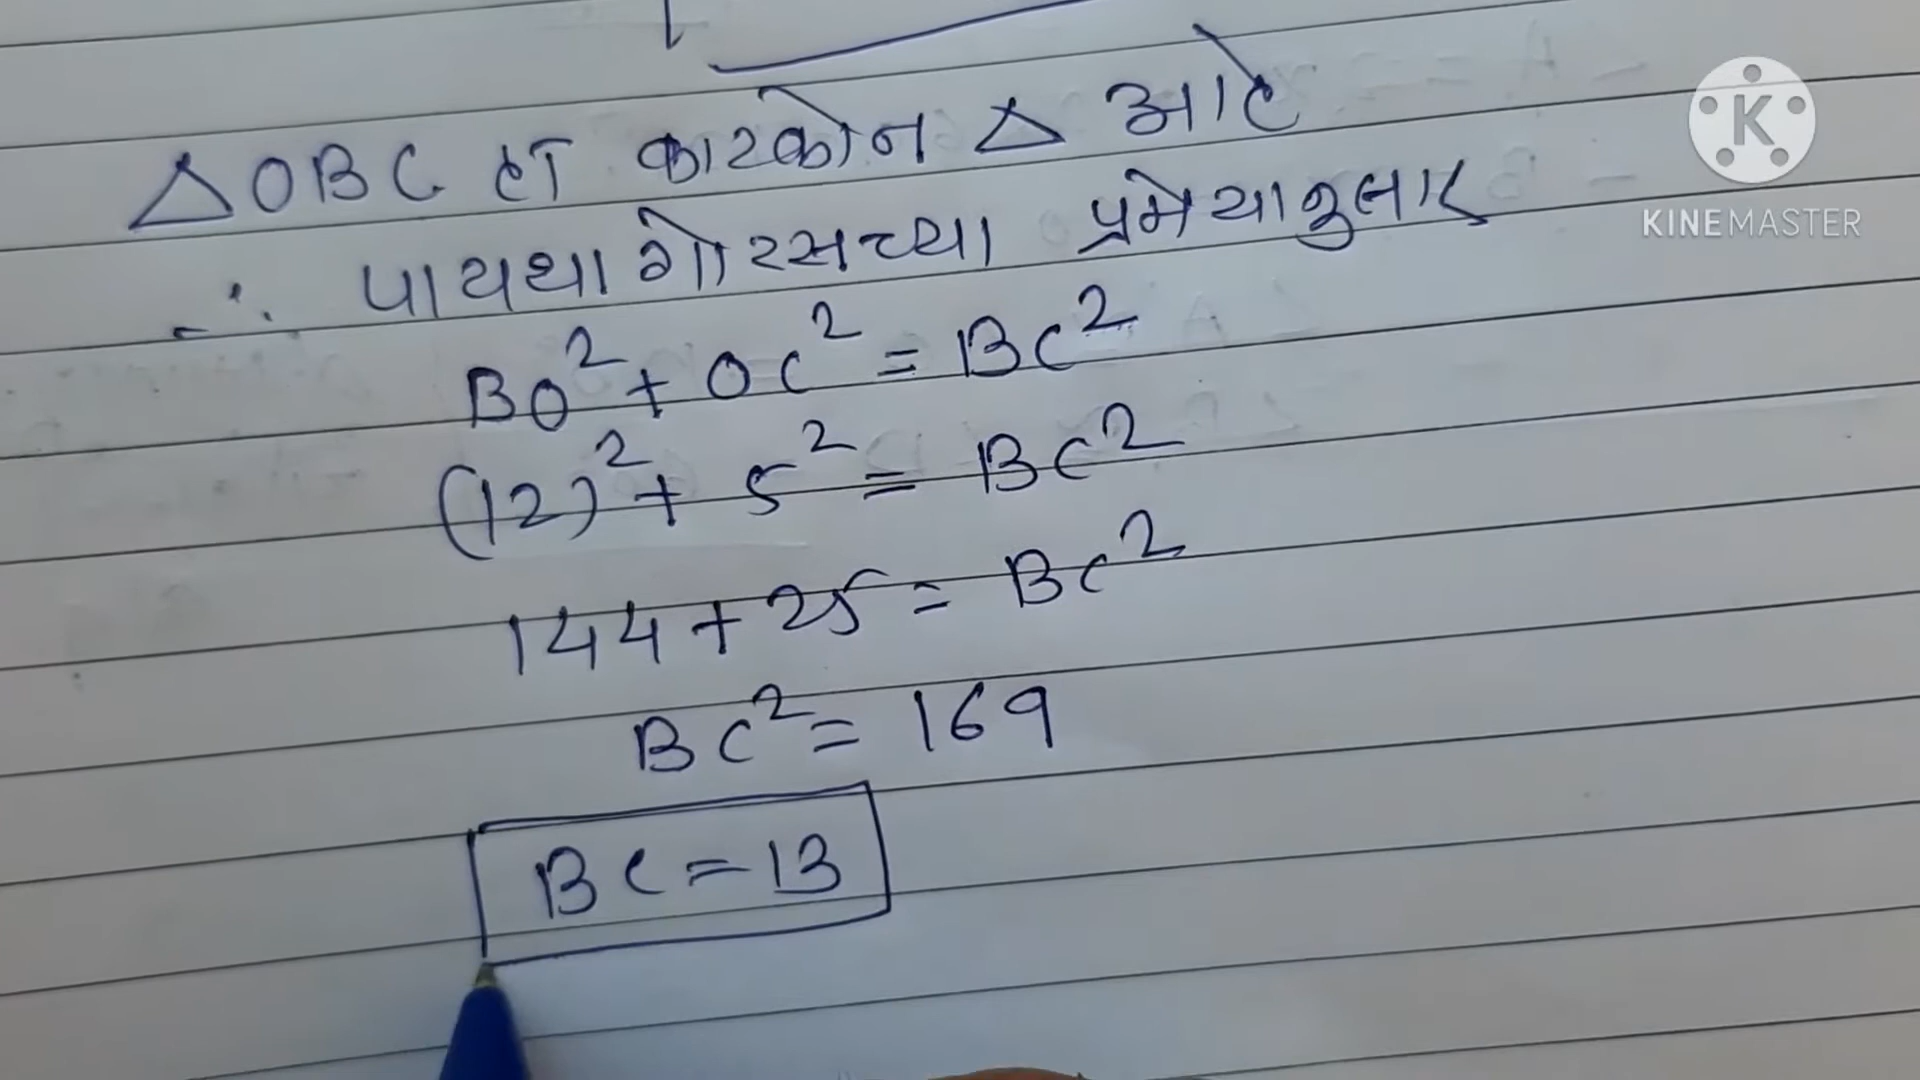 △OBC हा काटकोन △ आहे
∴ पायथागोरसच्या प्रमेयानुसार
BO² + OC² = BC²
(12)² + 5² = BC²
144 + 25 = BC²
BC² = 169
BC = 13
K
KINEMASTER